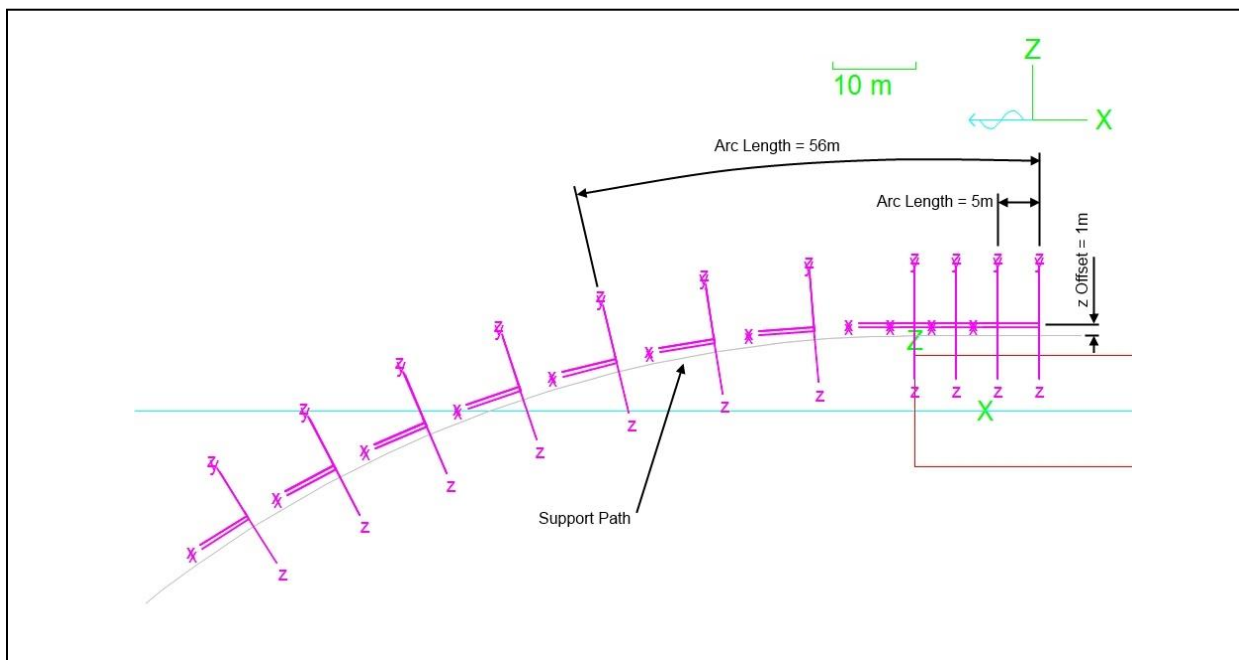 Z
10 m
X
Arc Length = 56m
Arc Length = 5m
z Offset = 1m
z y z y z y z y
z y
z y
z y
x x x x x x x x
Z
x x
x x
x x
z y
z y
z y
z y
x x
x x
x x
x x
x x
z z z z
z
z
z
X
z
z
z
z
Support Path